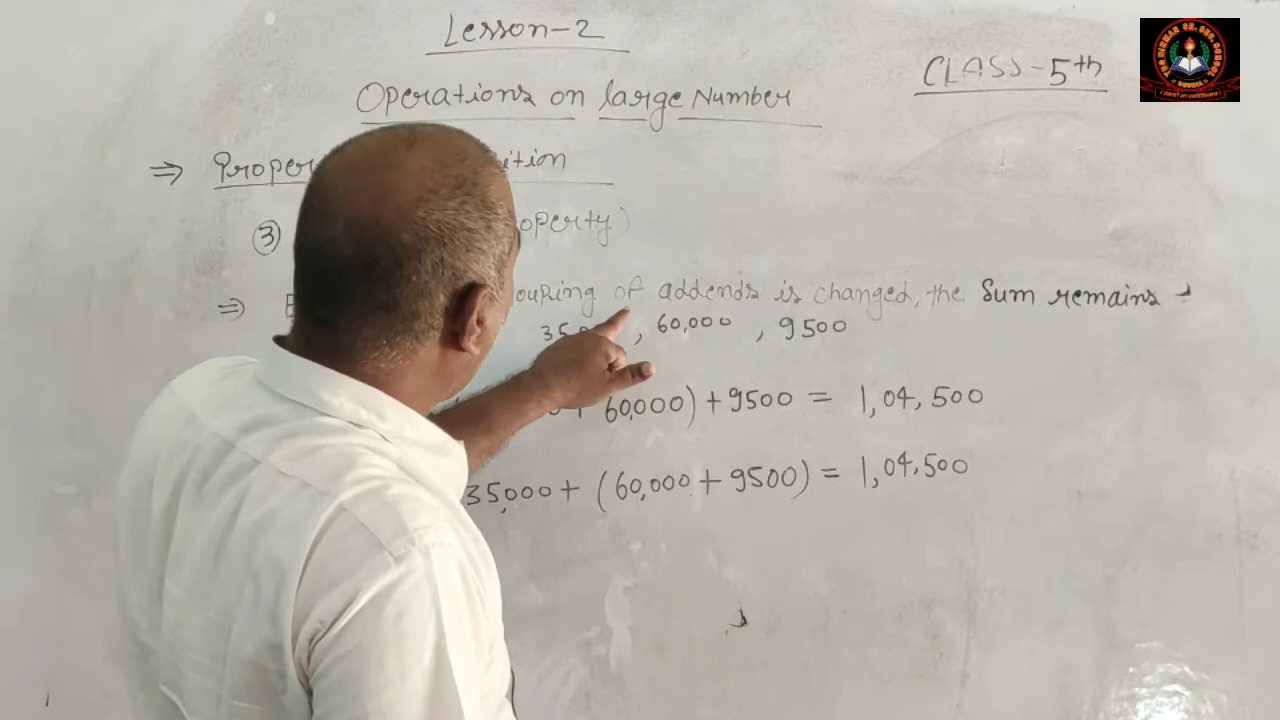 Lesson-2
CLASS-5th
Operations on large Number
⇒ Proper ition
③ operty)
⇒ E ouping of addends is changed, the Sum remains -
35 , 60,000 , 9500
+ 60,000) + 9500 = 1,04,500
35,000 + (60,000 + 9500) = 1,04,500